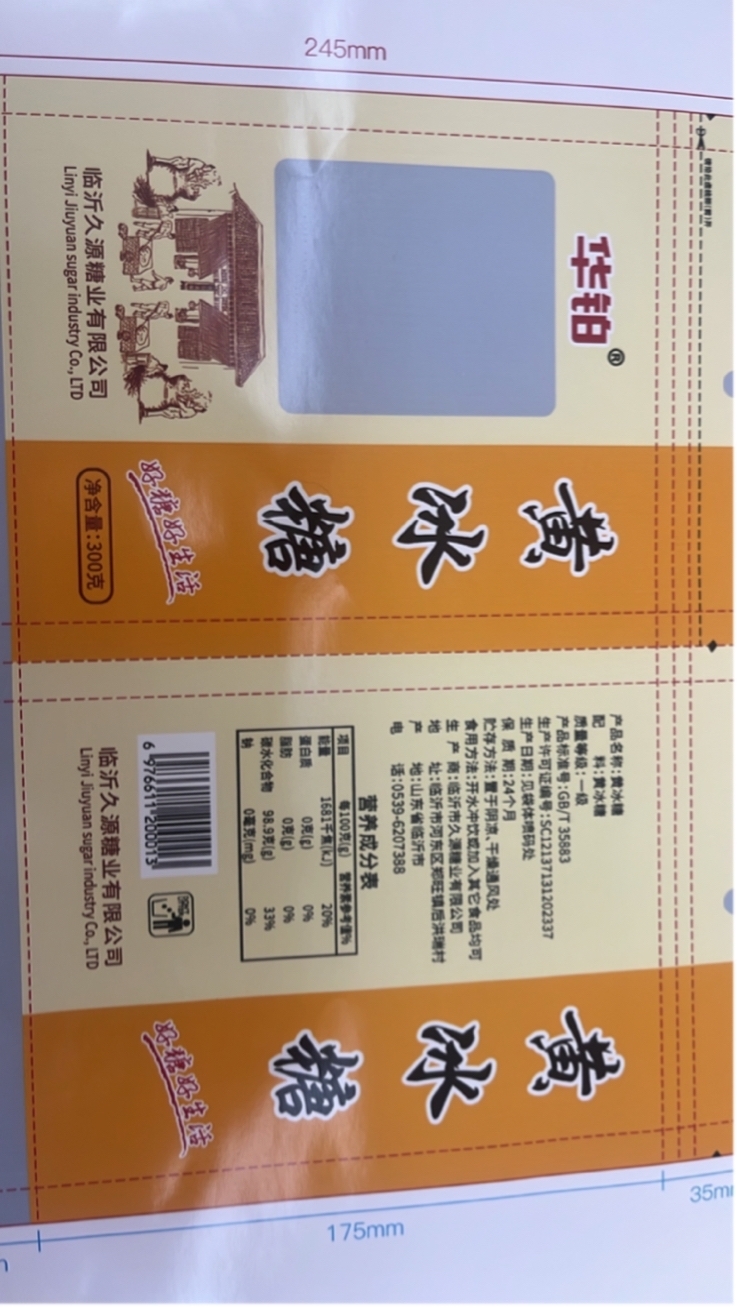 245mm
华铂®
临沂久源糖业有限公司
Linyi Jiuyuan sugar industry Co., LTD
黄冰糖
好糖好生活
净含量:300克
产品名称:黄冰糖
配 料:黄冰糖
质量等级:一级
产品标准号:GB/T 35883
生产许可证编号:SC12137131202337
生产日期:见袋体喷码处
保 质 期:24个月
贮存方法:置于阴凉、干燥通风处
食用方法:开水冲饮或加入其它食品均可
生 产 商:临沂市久源糖业有限公司
地 址:临沂市河东区郑旺镇后洪瑞村
产 地:山东省临沂市
电 话:0539-6207388
营养成分表
项目 每100克(g) 营养素参考值%
能量 1681千焦(kJ) 20%
蛋白质 0克(g) 0%
脂肪 0克(g) 0%
碳水化合物 98.9克(g) 33%
钠 0毫克(mg) 0%
6 976611 200013
临沂久源糖业有限公司
Linyi Jiuyuan sugar industry Co., LTD
黄冰糖
好糖好生活
175mm